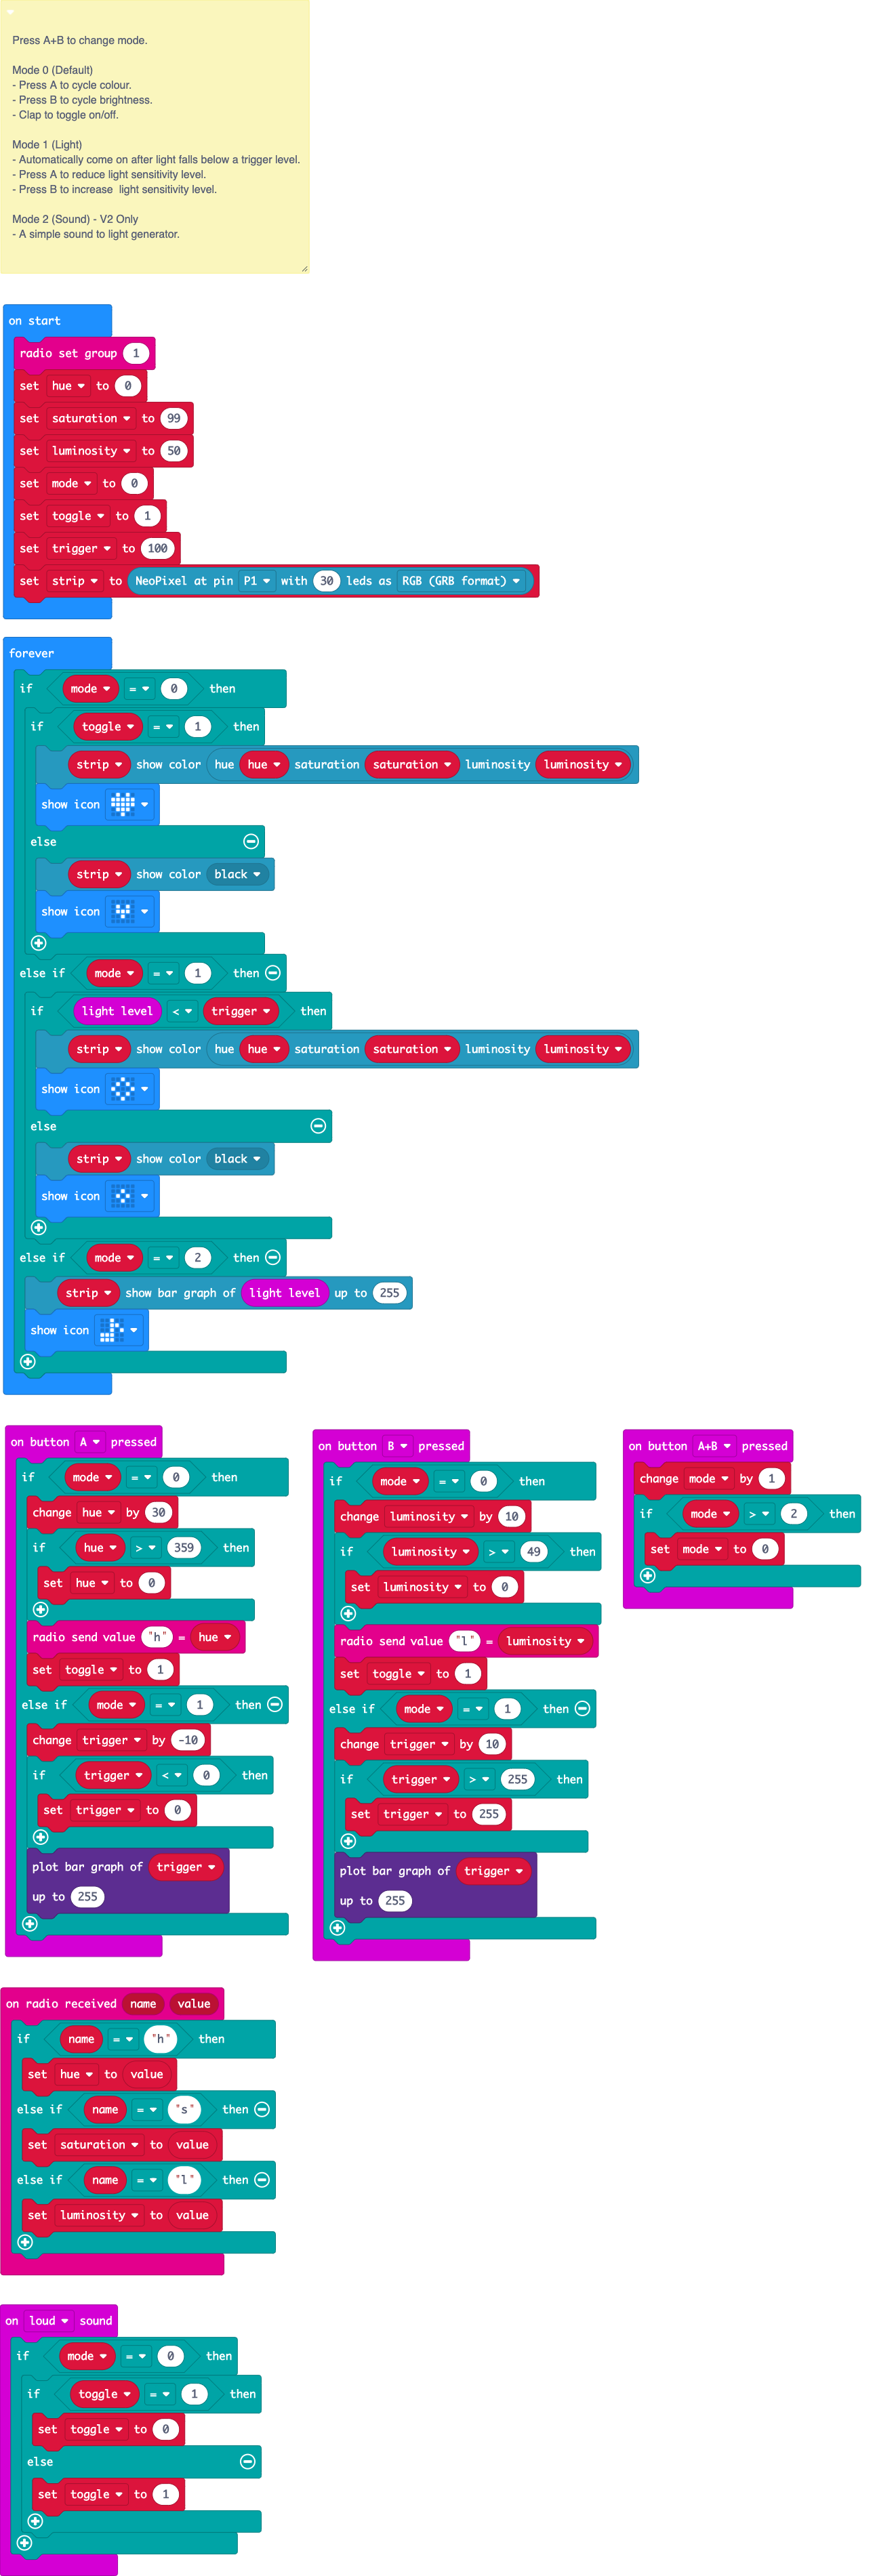 Press A+B to change mode.
Mode 0 (Default)
- Press A to cycle colour.
- Press B to cycle brightness.
- Clap to toggle on/off.
Mode 1 (Light)
- Automatically come on after light falls below a trigger level.
- Press A to reduce light sensitivity level.
- Press B to increase  light sensitivity level.
Mode 2 (Sound) - V2 Only
- A simple sound to light generator.
on start
radio set group 1
set hue to 0
set saturation to 99
set luminosity to 50
set mode to 0
set toggle to 1
set trigger to 100
set strip to NeoPixel at pin P1 with 30 leds as RGB (GRB format)
forever
if mode = 0 then
if toggle = 1 then
strip show color hue hue saturation saturation luminosity luminosity
show icon
else
strip show color black
show icon
else if mode = 1 then
if light level < trigger then
strip show color hue hue saturation saturation luminosity luminosity
show icon
else
strip show color black
show icon
else if mode = 2 then
strip show bar graph of light level up to 255
show icon
on button A pressed
if mode = 0 then
change hue by 30
if hue > 359 then
set hue to 0
radio send value "h" = hue
set toggle to 1
else if mode = 1 then
change trigger by -10
if trigger < 0 then
set trigger to 0
plot bar graph of trigger
up to 255
on button B pressed
if mode = 0 then
change luminosity by 10
if luminosity > 49 then
set luminosity to 0
radio send value "l" = luminosity
set toggle to 1
else if mode = 1 then
change trigger by 10
if trigger > 255 then
set trigger to 255
plot bar graph of trigger
up to 255
on button A+B pressed
change mode by 1
if mode > 2 then
set mode to 0
on radio received name value
if name = "h" then
set hue to value
else if name = "s" then
set saturation to value
else if name = "l" then
set luminosity to value
on loud sound
if mode = 0 then
if toggle = 1 then
set toggle to 0
else
set toggle to 1